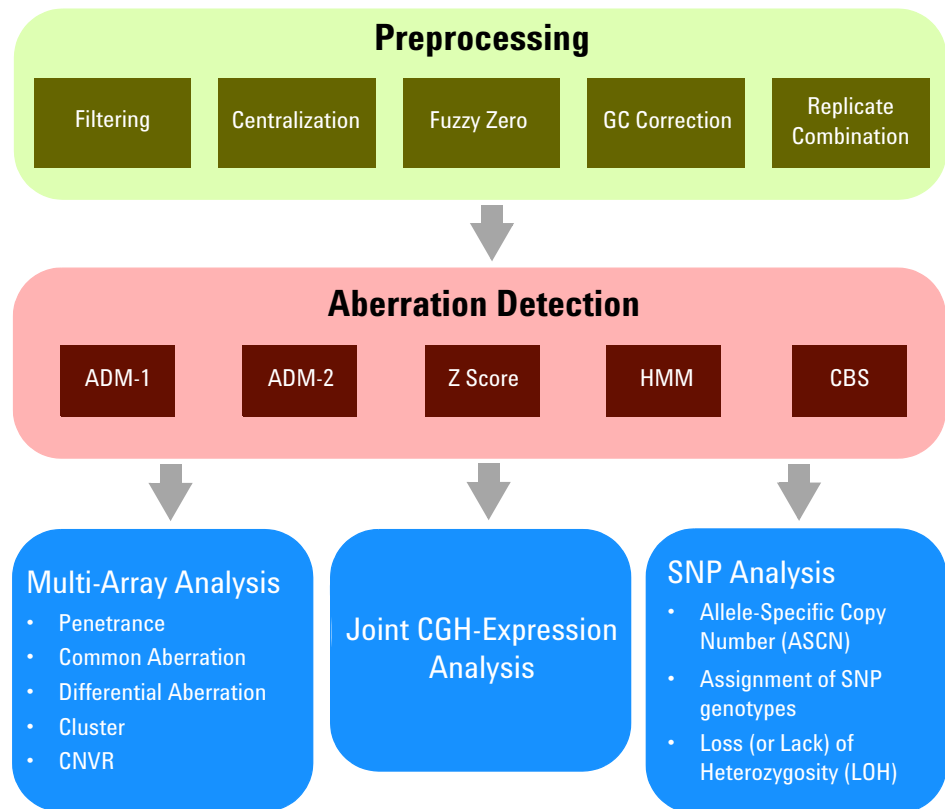 Preprocessing
Filtering
Centralization
Fuzzy Zero
GC Correction
Replicate
Combination
Aberration Detection
ADM-1
ADM-2
Z Score
HMM
CBS
Multi-Array Analysis
• Penetrance
• Common Aberration
• Differential Aberration
• Cluster
• CNVR
Joint CGH-Expression
Analysis
SNP Analysis
• Allele-Specific Copy
Number (ASCN)
• Assignment of SNP
genotypes
• Loss (or Lack) of
Heterozygosity (LOH)